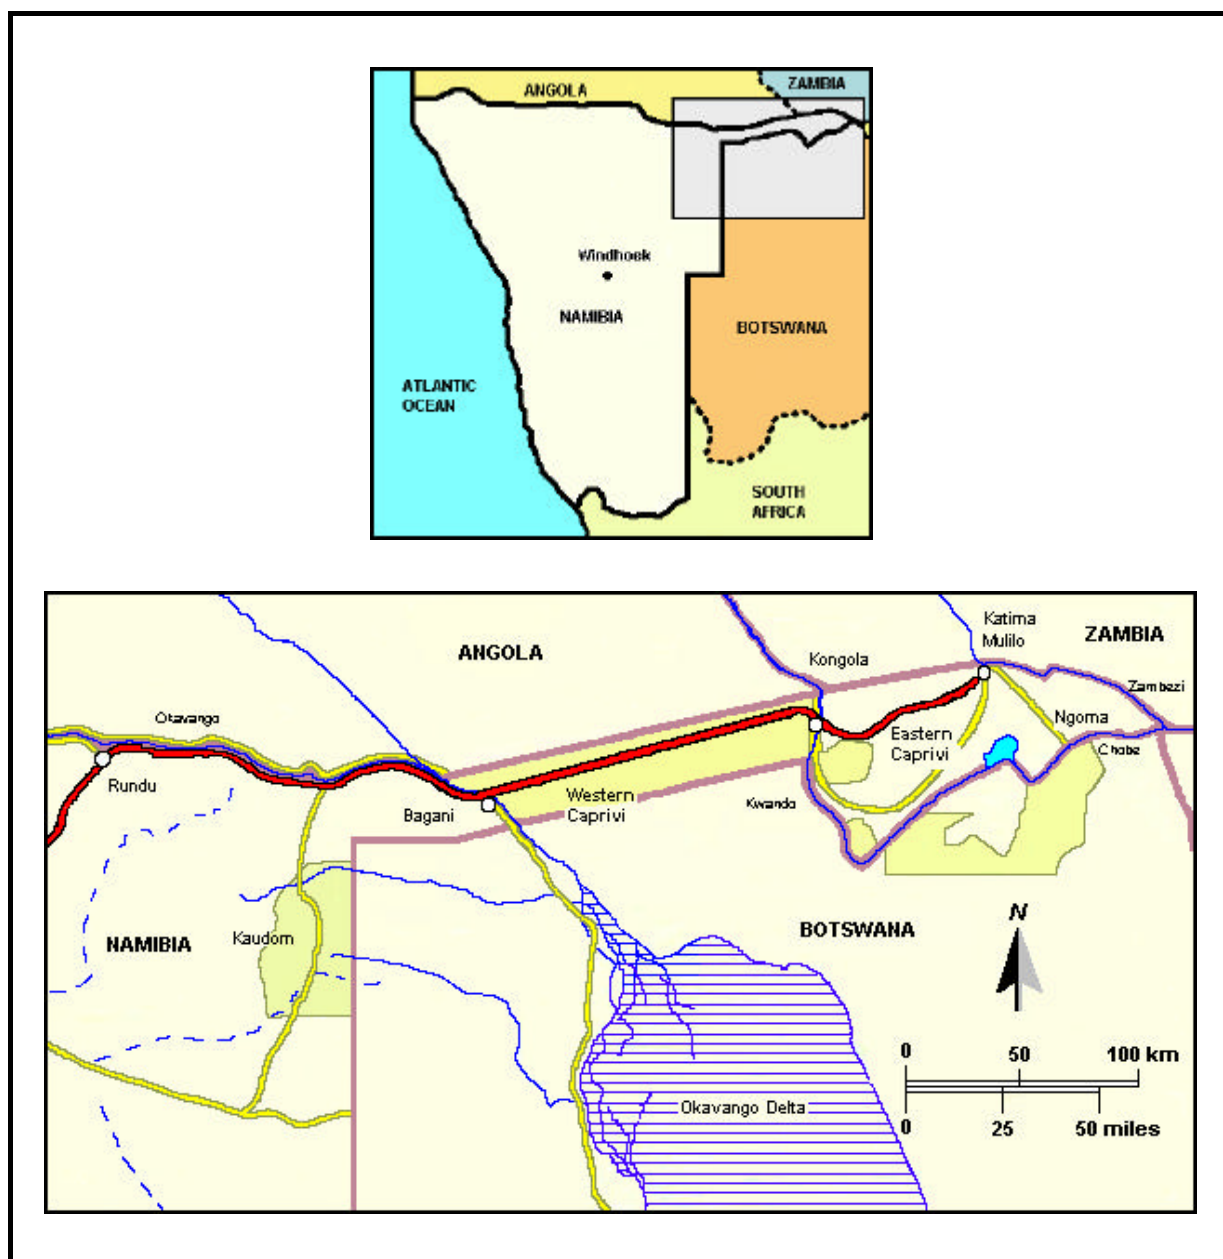 ZAMBIA
ANGOLA
Windhoek
NAMIBIA
BOTSWANA
ATLANTIC
OCEAN
SOUTH
AFRICA
Katima
Mulilo
ZAMBIA
ANGOLA
Kongola
Zambezi
Okavango
Ngoma
Eastern
Caprivi
Chobe
Rundu
Western
Caprivi
Kwando
Bagani
N
BOTSWANA
Kaudom
NAMIBIA
0 50 100 km
Okavango Delta
0 25 50 miles